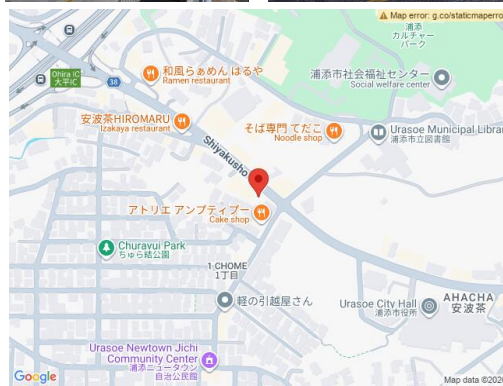 Map error: g.co/staticmaperro
浦添
カルチャー
パーク
Ohira IC
大平IC
38
和風らぁめん はるや
Ramen restaurant
浦添市社会福祉センター
Social welfare center
安波茶HIROMARU
Izakaya restaurant
そば専門 てだこ
Noodle shop
Urasoe Municipal Libra
浦添市立図書館
Shiyakusho
アトリエ アンプティプー
Cake shop
Churayui Park
ちゅら結公園
1 CHOME
1丁目
軽の引越屋さん
Urasoe City Hall
浦添市役所
AHACHA
安波茶
Urasoe Newtown Jichi
Community Center
浦添ニュータウン
自治公民館
Google
Map data ©2026